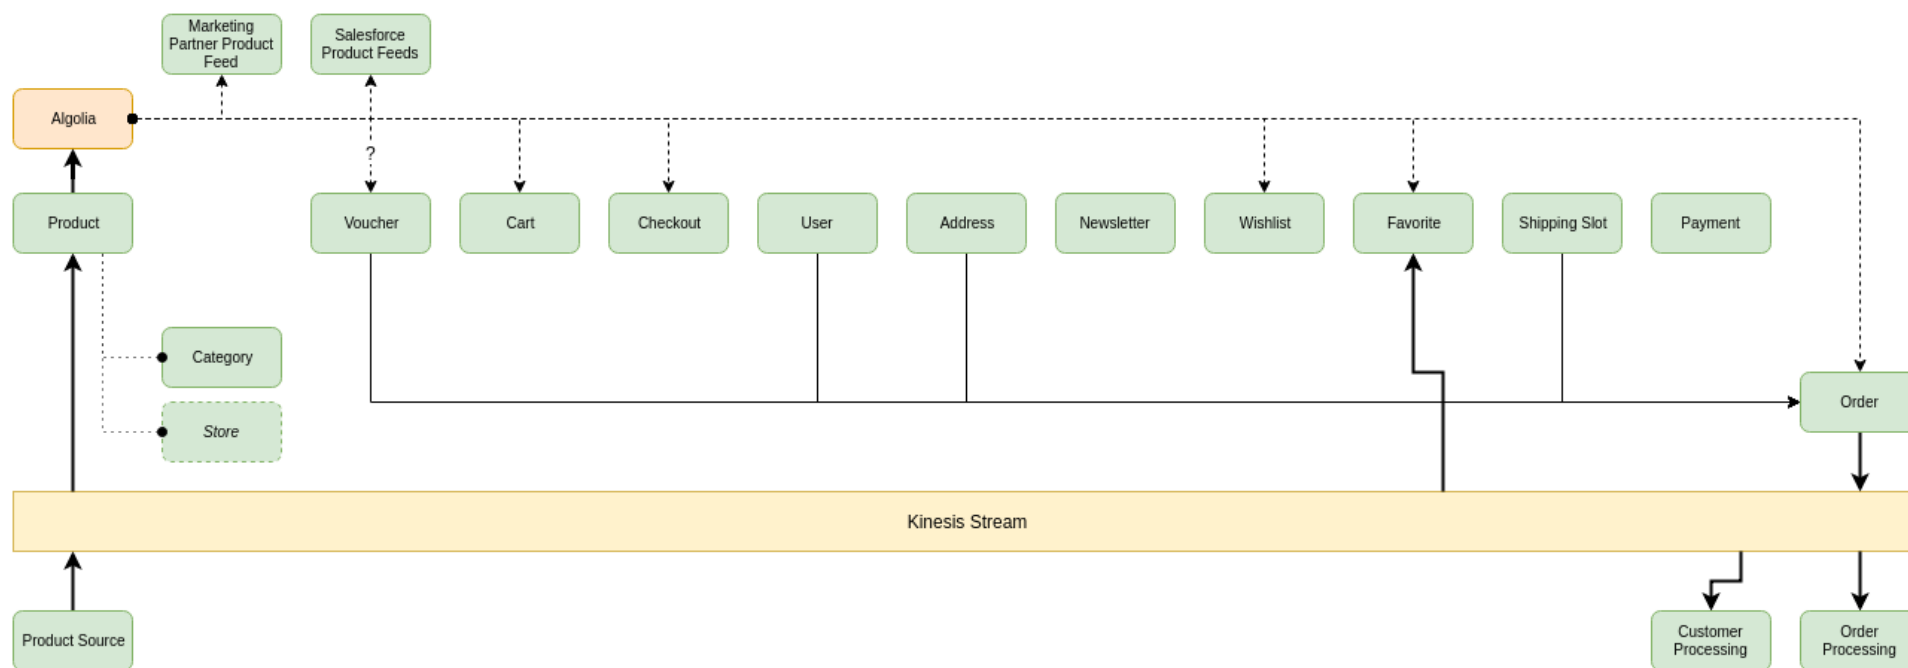 Marketing
Partner Product
Feed
Salesforce
Product Feeds
Algolia
?
Product
Voucher
Cart
Checkout
User
Address
Newsletter
Wishlist
Favorite
Shipping Slot
Payment
Category
Store
Order
Kinesis Stream
Product Source
Customer
Processing
Order
Processing